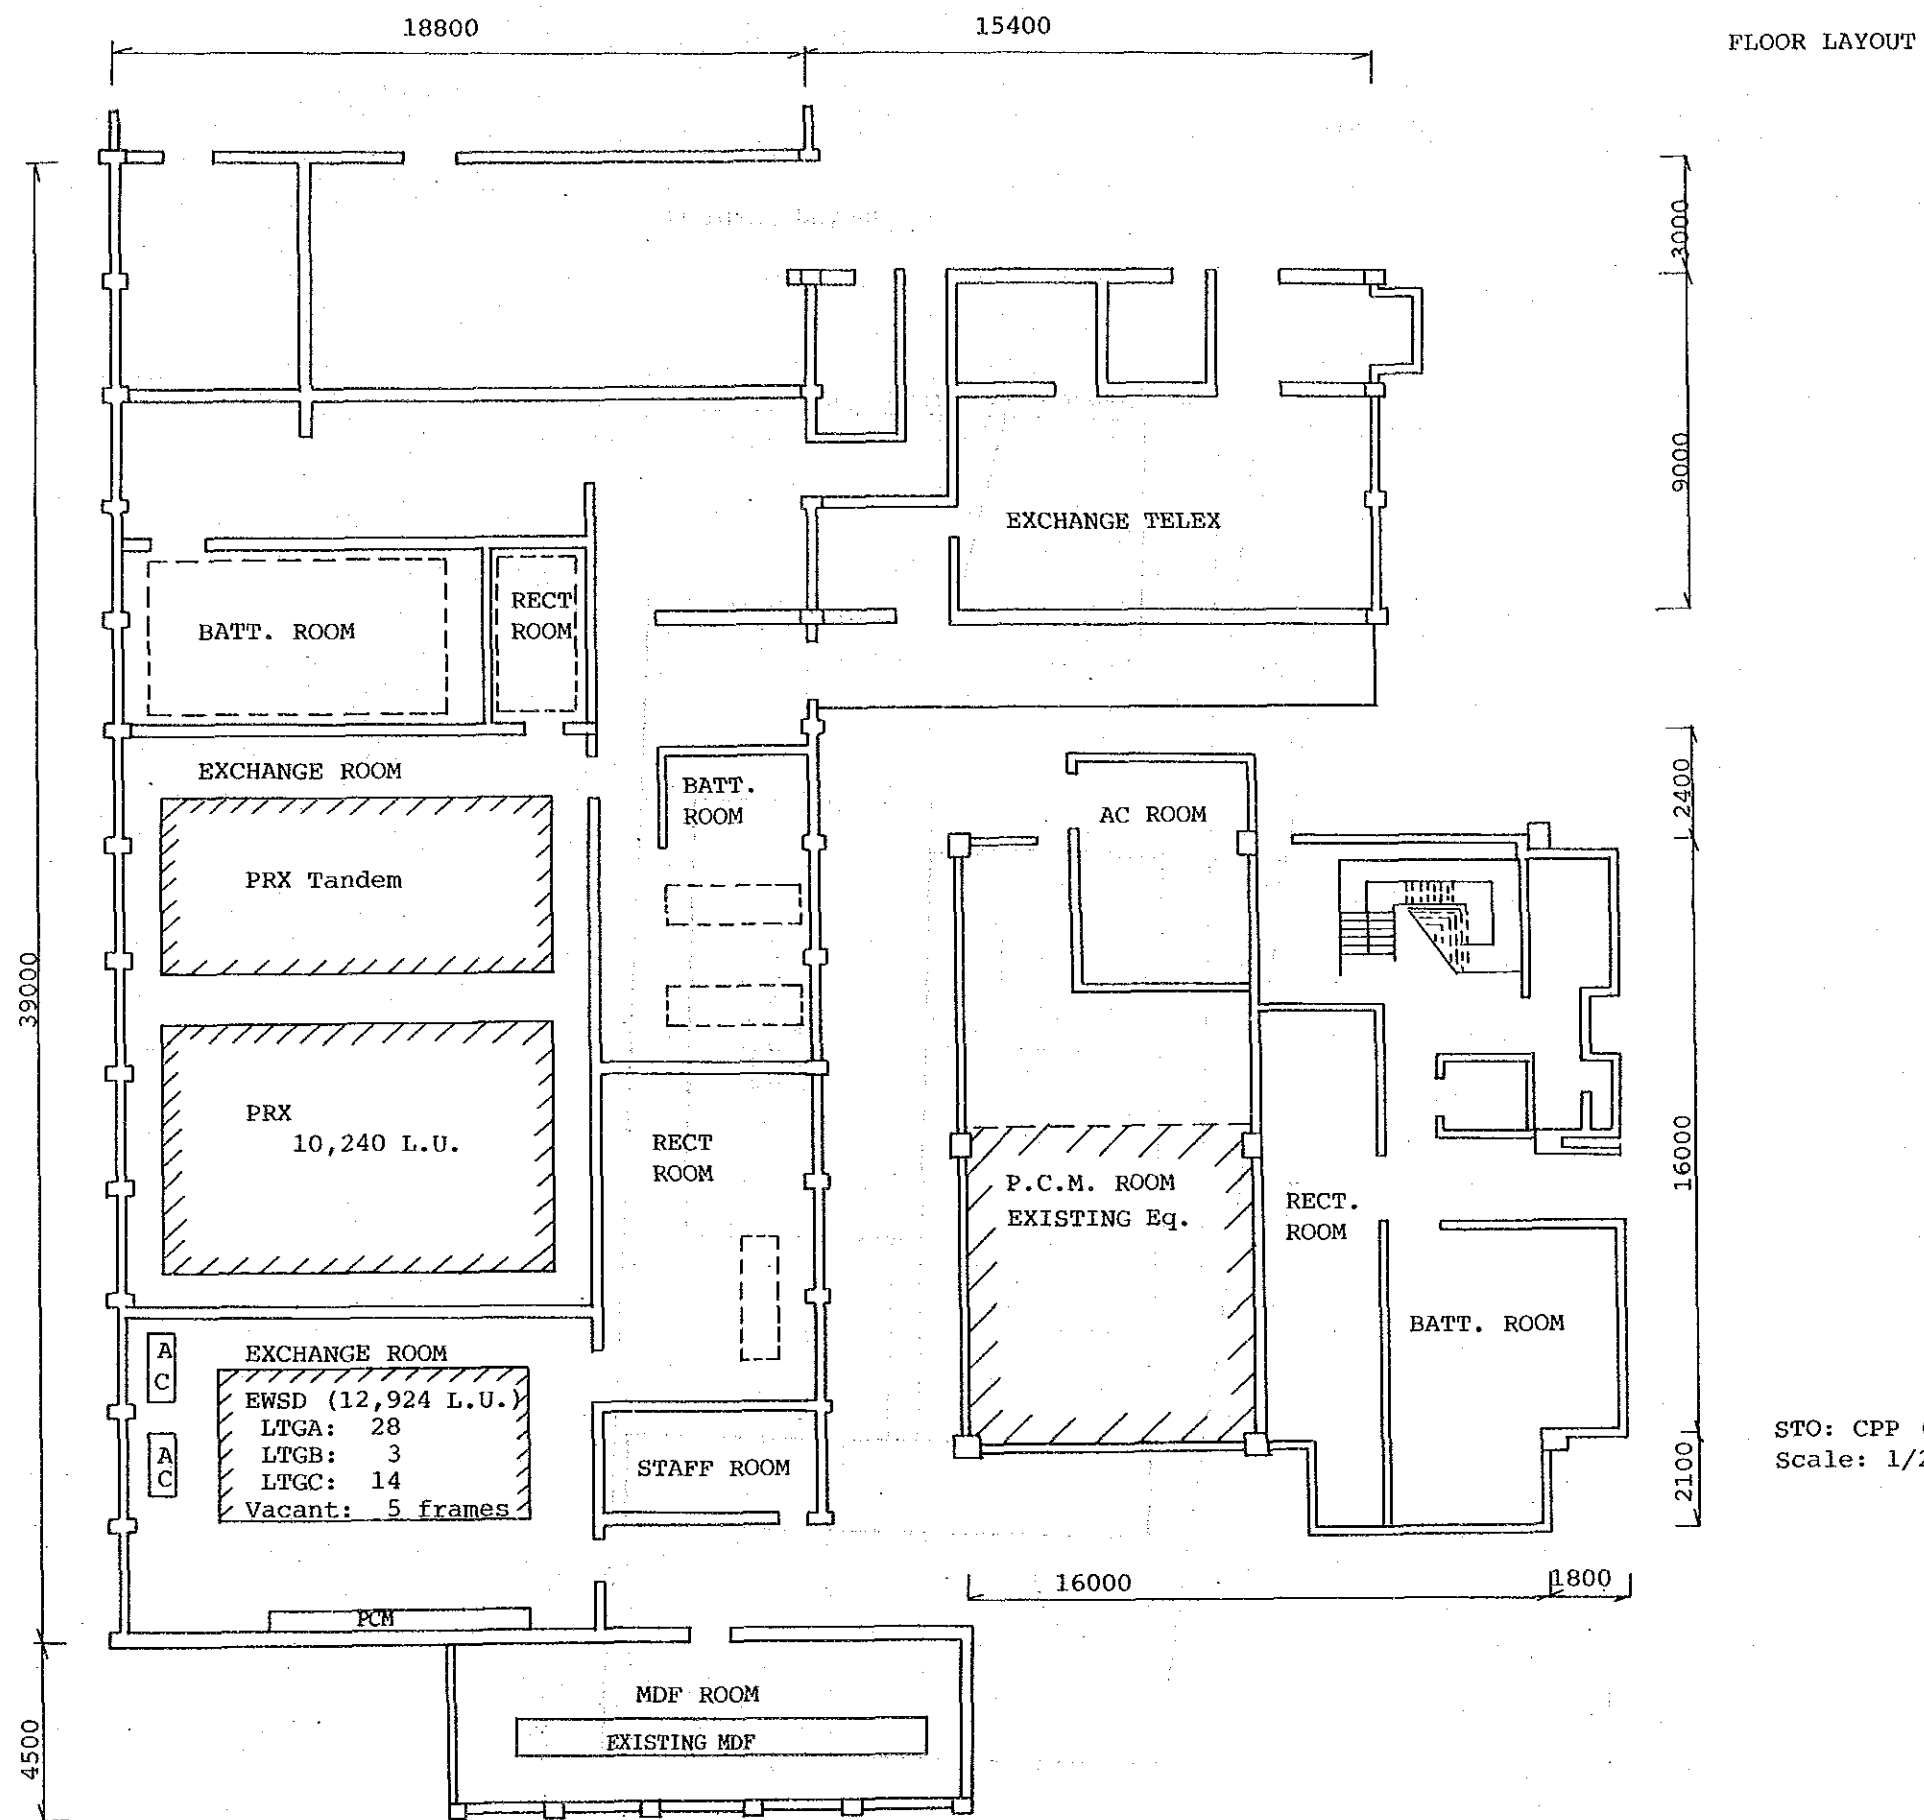 18800
15400
FLOOR LAYOUT
3000
9000
EXCHANGE TELEX
RECT
ROOM
BATT. ROOM
EXCHANGE ROOM
BATT.
ROOM
2400
AC ROOM
PRX Tandem
39000
PRX
10,240 L.U.
RECT
ROOM
P.C.M. ROOM
EXISTING Eq.
RECT.
ROOM
16000
BATT. ROOM
A
C
EXCHANGE ROOM
EWSD (12,924 L.U.)
LTGA: 28
LTGB: 3
LTGC: 14
Vacant: 5 frames
A
C
STAFF ROOM
STO: CPP (
Scale: 1/2
2100
16000
1800
PCM
MDF ROOM
EXISTING MDF
4500